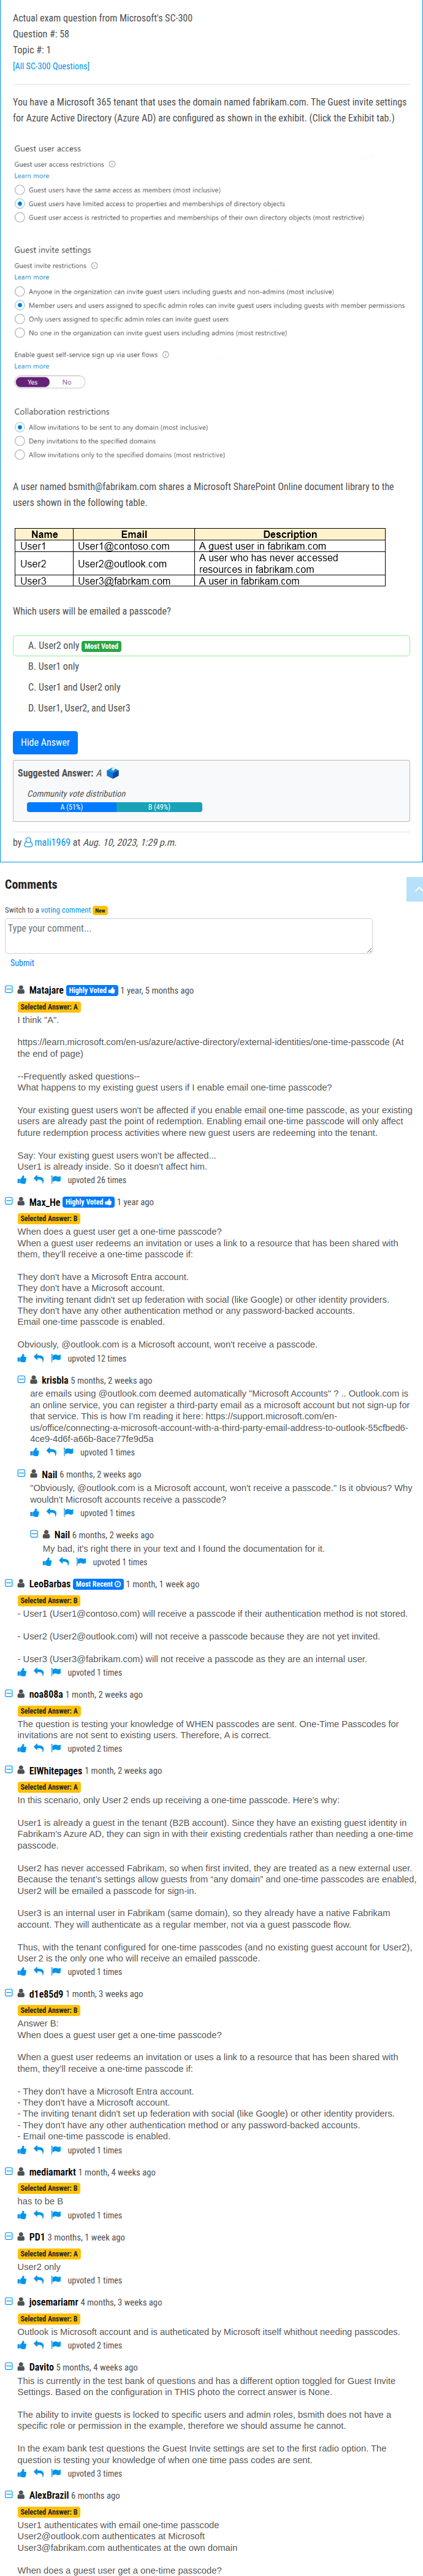 Actual exam question from Microsoft's SC-300
Question #: 58
Topic #: 1
[All SC-300 Questions]
You have a Microsoft 365 tenant that uses the domain named fabrikam.com. The Guest invite settings
for Azure Active Directory (Azure AD) are configured as shown in the exhibit. (Click the Exhibit tab.)
Guest user access
Guest user access restrictions
Learn more
Guest users have the same access as members (most inclusive)
Guest users have limited access to properties and memberships of directory objects
Guest user access is restricted to properties and memberships of their own directory objects (most restrictive)
Guest invite settings
Guest invite restrictions
Learn more
Anyone in the organization can invite guest users including guests and non-admins (most inclusive)
Member users and users assigned to specific admin roles can invite guest users including guests with member permissions
Only users assigned to specific admin roles can invite guest users
No one in the organization can invite guest users including admins (most restrictive)
Enable guest self-service sign up via user flows
Learn more
Yes No
Collaboration restrictions
Allow invitations to be sent to any domain (most inclusive)
Deny invitations to the specified domains
Allow invitations only to the specified domains (most restrictive)
A user named bsmith@fabrikam.com shares a Microsoft SharePoint Online document library to the
users shown in the following table.
Name Email Description
User1 User1@contoso.com A guest user in fabrikam.com
User2 User2@outlook.com A user who has never accessed
resources in fabrikam.com
User3 User3@fabrkam.com A user in fabrikam.com
Which users will be emailed a passcode?
A. User2 only Most Voted
B. User1 only
C. User1 and User2 only
D. User1, User2, and User3
Hide Answer
Suggested Answer: A
Community vote distribution
A (51%) B (49%)
by mali1969 at Aug. 10, 2023, 1:29 p.m.
Comments
Switch to a voting comment New
Type your comment...
Submit
Matajare Highly Voted 1 year, 5 months ago
Selected Answer: A
I think "A".
https://learn.microsoft.com/en-us/azure/active-directory/external-identities/one-time-passcode (At
the end of page)
--Frequently asked questions--
What happens to my existing guest users if I enable email one-time passcode?
Your existing guest users won't be affected if you enable email one-time passcode, as your existing
users are already past the point of redemption. Enabling email one-time passcode will only affect
future redemption process activities where new guest users are redeeming into the tenant.
Say: Your existing guest users won't be affected...
User1 is already inside. So it doesn't affect him.
upvoted 26 times
Max_He Highly Voted 1 year ago
Selected Answer: B
When does a guest user get a one-time passcode?
When a guest user redeems an invitation or uses a link to a resource that has been shared with
them, they'll receive a one-time passcode if:
They don't have a Microsoft Entra account.
They don't have a Microsoft account.
The inviting tenant didn't set up federation with social (like Google) or other identity providers.
They don't have any other authentication method or any password-backed accounts.
Email one-time passcode is enabled.
Obviously, @outlook.com is a Microsoft account, won't receive a passcode.
upvoted 12 times
krisbla 5 months, 2 weeks ago
are emails using @outlook.com deemed automatically "Microsoft Accounts" ? .. Outlook.com is
an online service, you can register a third-party email as a microsoft account but not sign-up for
that service. This is how I'm reading it here: https://support.microsoft.com/en-
us/office/connecting-a-microsoft-account-with-a-third-party-email-address-to-outlook-55cfbed6-
4ce9-4d6f-a66b-8ace77fe9d5a
upvoted 1 times
Nail 6 months, 2 weeks ago
"Obviously, @outlook.com is a Microsoft account, won't receive a passcode." Is it obvious? Why
wouldn't Microsoft accounts receive a passcode?
upvoted 1 times
Nail 6 months, 2 weeks ago
My bad, it's right there in your text and I found the documentation for it.
upvoted 1 times
LeoBarbas Most Recent 1 month, 1 week ago
Selected Answer: B
- User1 (User1@contoso.com) will receive a passcode if their authentication method is not stored.
- User2 (User2@outlook.com) will not receive a passcode because they are not yet invited.
- User3 (User3@fabrikam.com) will not receive a passcode as they are an internal user.
upvoted 1 times
noa808a 1 month, 2 weeks ago
Selected Answer: A
The question is testing your knowledge of WHEN passcodes are sent. One-Time Passcodes for
invitations are not sent to existing users. Therefore, A is correct.
upvoted 2 times
ElWhitepages 1 month, 2 weeks ago
Selected Answer: A
In this scenario, only User 2 ends up receiving a one-time passcode. Here's why:
User1 is already a guest in the tenant (B2B account). Since they have an existing guest identity in
Fabrikam's Azure AD, they can sign in with their existing credentials rather than needing a one-time
passcode.
User2 has never accessed Fabrikam, so when first invited, they are treated as a new external user.
Because the tenant's settings allow guests from “any domain” and one-time passcodes are enabled,
User2 will be emailed a passcode for sign-in.
User3 is an internal user in Fabrikam (same domain), so they already have a native Fabrikam
account. They will authenticate as a regular member, not via a guest passcode flow.
Thus, with the tenant configured for one-time passcodes (and no existing guest account for User2),
User 2 is the only one who will receive an emailed passcode.
upvoted 1 times
d1e85d9 1 month, 3 weeks ago
Selected Answer: B
Answer B:
When does a guest user get a one-time passcode?
When a guest user redeems an invitation or uses a link to a resource that has been shared with
them, they'll receive a one-time passcode if:
- They don't have a Microsoft Entra account.
- They don't have a Microsoft account.
- The inviting tenant didn't set up federation with social (like Google) or other identity providers.
- They don't have any other authentication method or any password-backed accounts.
- Email one-time passcode is enabled.
upvoted 1 times
mediamarkt 1 month, 4 weeks ago
Selected Answer: B
has to be B
upvoted 1 times
PD1 3 months, 1 week ago
Selected Answer: A
User2 only
upvoted 1 times
josemariamr 4 months, 3 weeks ago
Selected Answer: B
Outlook is Microsoft account and is autheticated by Microsoft itself whithout needing passcodes.
upvoted 2 times
Davito 5 months, 4 weeks ago
This is currently in the test bank of questions and has a different option toggled for Guest Invite
Settings. Based on the configuration in THIS photo the correct answer is None.
The ability to invite guests is locked to specific users and admin roles, bsmith does not have a
specific role or permission in the example, therefore we should assume he cannot.
In the exam bank test questions the Guest Invite settings are set to the first radio option. The
question is testing your knowledge of when one time pass codes are sent.
upvoted 3 times
AlexBrazil 6 months ago
Selected Answer: B
User1 authenticates with email one-time passcode
User2@outlook.com authenticates at Microsoft
User3@fabrikam.com authenticates at the own domain
When does a guest user get a one-time passcode?